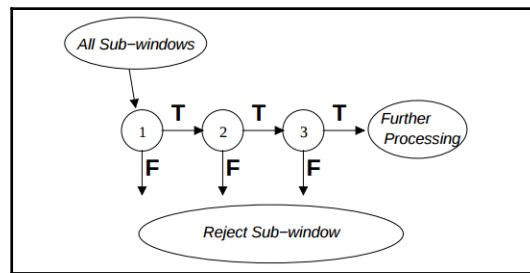 All Sub−windows
T T T
1 2 3
Further
Processing
F F F
Reject Sub−window